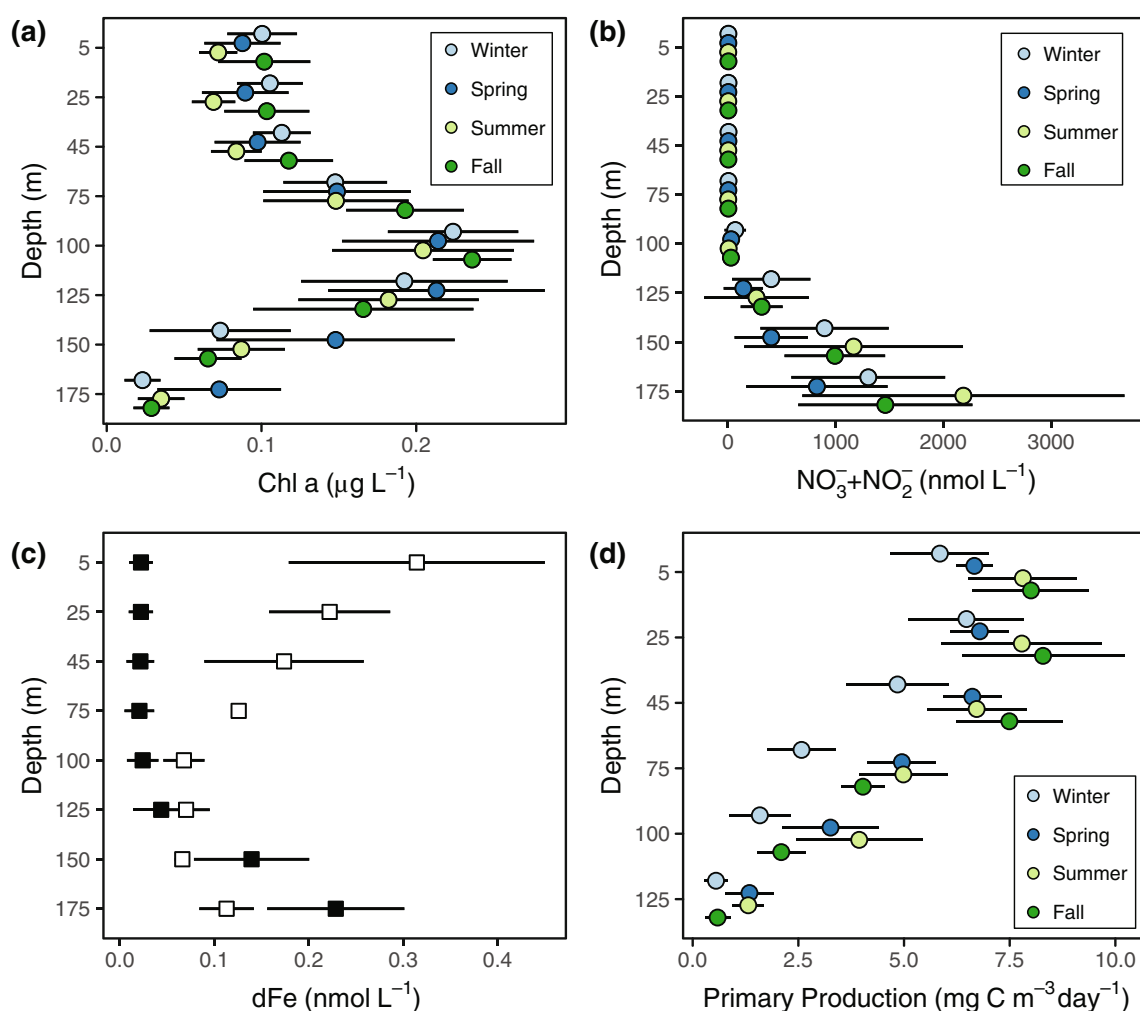 (a)
Winter
Spring
Summer
Fall
5
25
45
75
100
125
150
175
Depth (m)
0.0
0.1
0.2
Chl a (μg L⁻¹)
(b)
Winter
Spring
Summer
Fall
5
25
45
75
100
125
150
175
Depth (m)
0
1000
2000
3000
NO₃⁻+NO₂⁻ (nmol L⁻¹)
(c)
5
25
45
75
100
125
150
175
Depth (m)
0.0
0.1
0.2
0.3
0.4
dFe (nmol L⁻¹)
(d)
5
25
45
75
100
125
Depth (m)
Winter
Spring
Summer
Fall
0.0
2.5
5.0
7.5
10.0
Primary Production (mg C m⁻³day⁻¹)